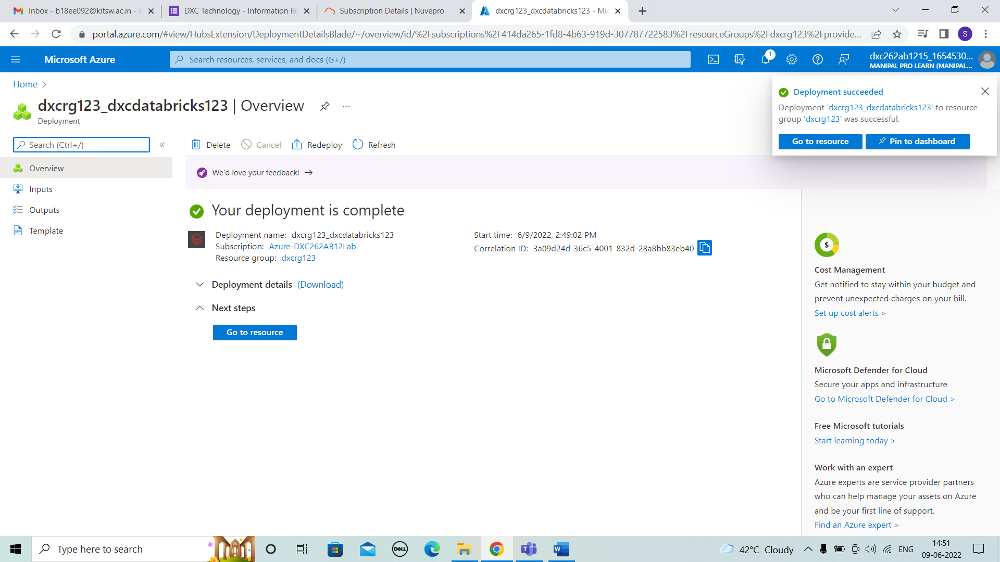 Inbox - b18ee092@kitsw.ac.in -
DXC Technology - Information Re
Subscription Details | Nuvepro
dxcrg123_dxcdatabricks123 - Mic
portal.azure.com/#view/HubsExtension/DeploymentDetailsBlade/~/overview/id/%2Fsubscriptions%2F414da265-1fd8-4b63-919d-307787722583%2FresourceGroups%2Fdxcrg123%2Fprovide...
S
Microsoft Azure
Search resources, services, and docs (G+/)
1
dxc262ab1215_1654530...
MANIPAL PRO LEARN (MANIPAL...
Home
dxcrg123_dxcdatabricks123 | Overview
...
Deployment
Deployment succeeded
Deployment 'dxcrg123_dxcdatabricks123' to resource
group 'dxcrg123' was successful.
Go to resource
Pin to dashboard
Search (Ctrl+/)
«
Delete
Cancel
Redeploy
Refresh
Overview
Inputs
Outputs
Template
We'd love your feedback! →
Your deployment is complete
Deployment name: dxcrg123_dxcdatabricks123
Subscription: Azure-DXC262AB12Lab
Resource group: dxcrg123
Start time: 6/9/2022, 2:49:02 PM
Correlation ID: 3a09d24d-36c5-4001-832d-28a8bb83eb40
Deployment details (Download)
Next steps
Go to resource
$
Cost Management
Get notified to stay within your budget and
prevent unexpected charges on your bill.
Set up cost alerts >
Microsoft Defender for Cloud
Secure your apps and infrastructure
Go to Microsoft Defender for Cloud >
Free Microsoft tutorials
Start learning today >
Work with an expert
Azure experts are service provider partners
who can help manage your assets on Azure
and be your first line of support.
Find an Azure expert >
Type here to search
DELL
T
W
42°C Cloudy
ENG
14:51
09-06-2022